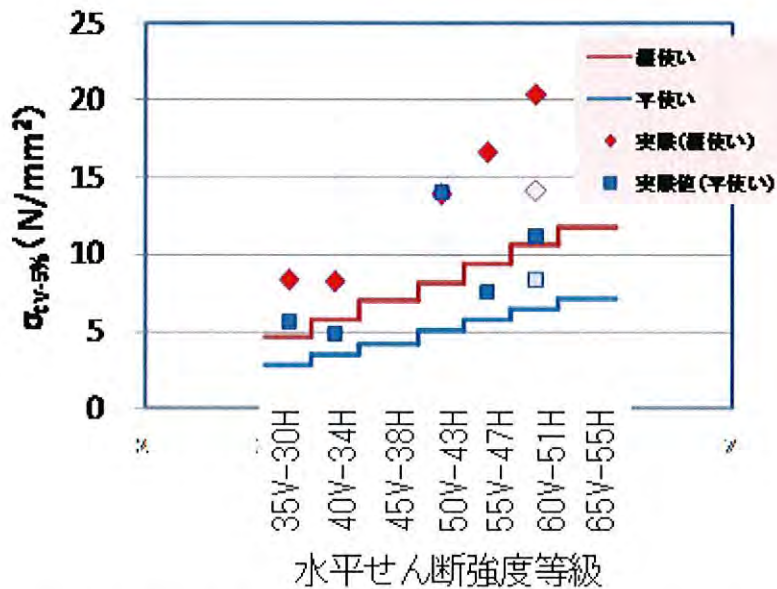 25
20
15
10
5
0
σcv-5%(N/mm²)
縦使い
平使い
実験(縦使い)
実験値(平使い)
35V-30H
40V-34H
45V-38H
50V-43H
55V-47H
60V-51H
65V-55H
水平せん断強度等級